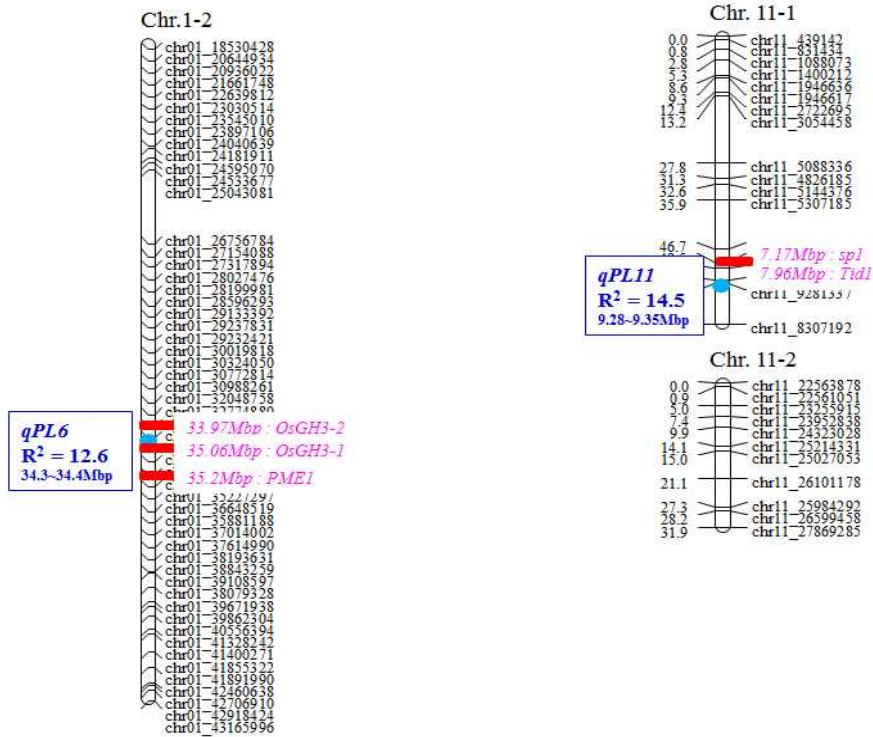 Chr.1-2
chr01_18530428
chr01_20644934
chr01_20936022
chr01_21661748
chr01_22639812
chr01_23030514
chr01_23545010
chr01_23897106
chr01_24040639
chr01_24181911
chr01_24595070
chr01_24533677
chr01_25043081
chr01_26756784
chr01_27154088
chr01_27317894
chr01_28027476
chr01_28199981
chr01_28596293
chr01_29133392
chr01_29237831
chr01_29232421
chr01_30019818
chr01_30324050
chr01_30772814
chr01_30988261
chr01_32048758
chr01_32774880
33.97Mbp : OsGH3-2
35.06Mbp : OsGH3-1
35.2Mbp : PME1
chr01_35227297
chr01_36648519
chr01_35881188
chr01_37014002
chr01_37614990
chr01_38193631
chr01_38843259
chr01_39108597
chr01_38079328
chr01_39671938
chr01_39862304
chr01_40556394
chr01_41328242
chr01_41400271
chr01_41855322
chr01_41891990
chr01_42460638
chr01_42706910
chr01_42918424
chr01_43165996
qPL6
R² = 12.6
34.3~34.4Mbp
Chr. 11-1
0.0 chr11_439142
0.8 chr11_831434
2.8 chr11_1088073
5.3 chr11_1400212
8.6 chr11_1946636
9.3 chr11_1946617
12.4 chr11_2722695
13.2 chr11_3054458
27.8 chr11_5088336
31.3 chr11_4826185
32.6 chr11_5144376
35.9 chr11_5307185
46.7
7.17Mbp : sp1
7.96Mbp : Tid1
chr11_9281337
chr11_8307192
qPL11
R² = 14.5
9.28~9.35Mbp
Chr. 11-2
0.0 chr11_22563878
0.9 chr11_22561051
5.0 chr11_23255915
7.4 chr11_23952838
9.9 chr11_24323028
14.1 chr11_25214331
15.0 chr11_25027053
21.1 chr11_26101178
27.3 chr11_25984292
28.2 chr11_26599458
31.9 chr11_27869285